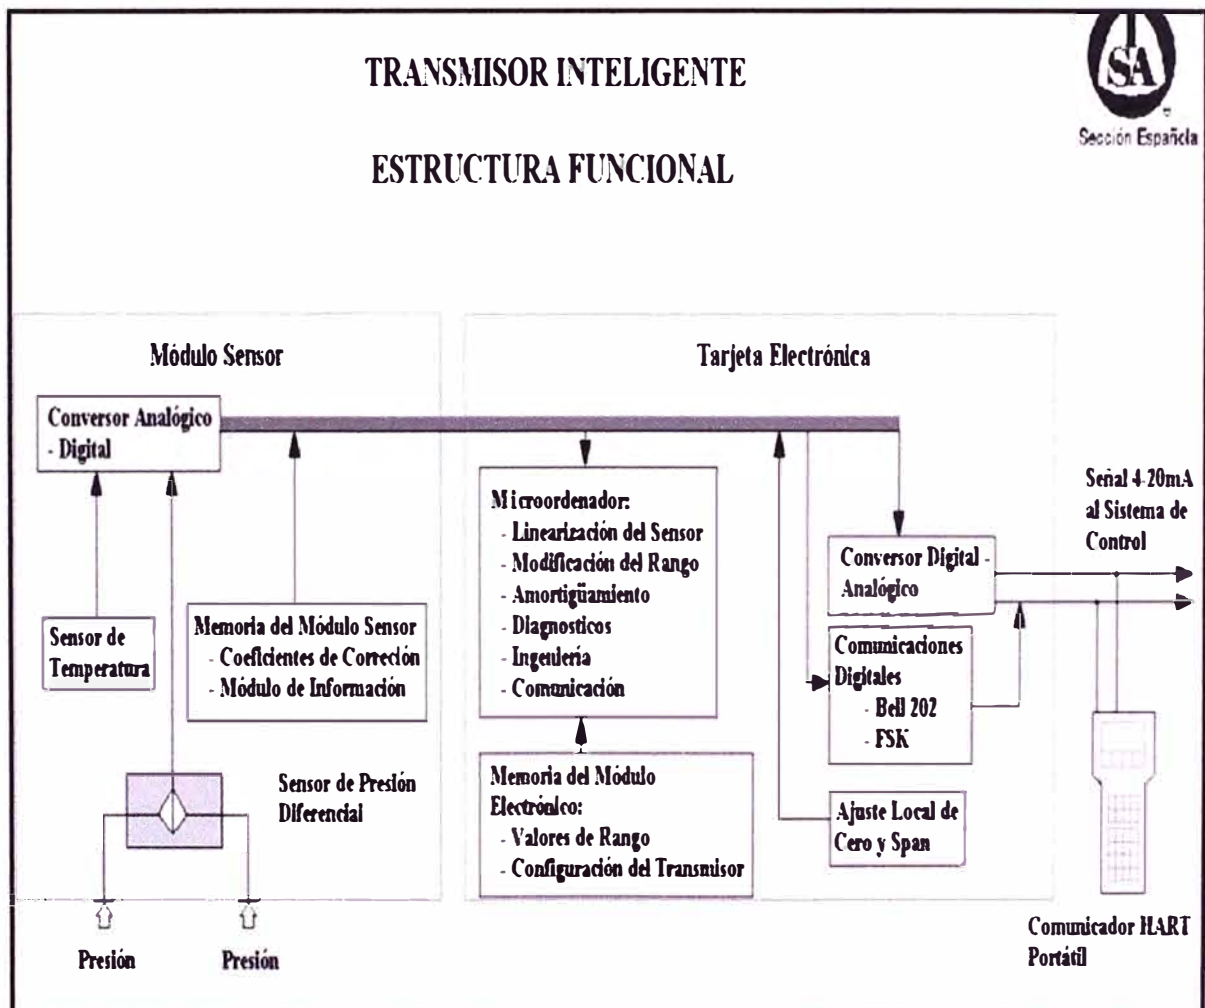 TRANSMISOR INTELIGENTE
ESTRUCTURA FUNCIONAL
SA
®
Sección Española
Módulo Sensor
Conversor Analógico
- Digital
Sensor de
Temperatura
Memoria del Módulo Sensor
- Coeficientes de Correción
- Módulo de Información
Sensor de Presión
Diferencial
Presión
Presión
Tarjeta Electrónica
Microordenador:
- Linearización del Sensor
- Modificación del Rango
- Amortigüamiento
- Diagnosticos
- Ingeniería
- Comunicación
Memoria del Módulo
Electrónico:
- Valores de Rango
- Configuración del Transmisor
Conversor Digital -
Analógico
Comunicaciones
Digitales
- Bell 202
- FSK
Ajuste Local de
Cero y Span
Señal 4-20mA
al Sistema de
Control
Comunicador HART
Portátil